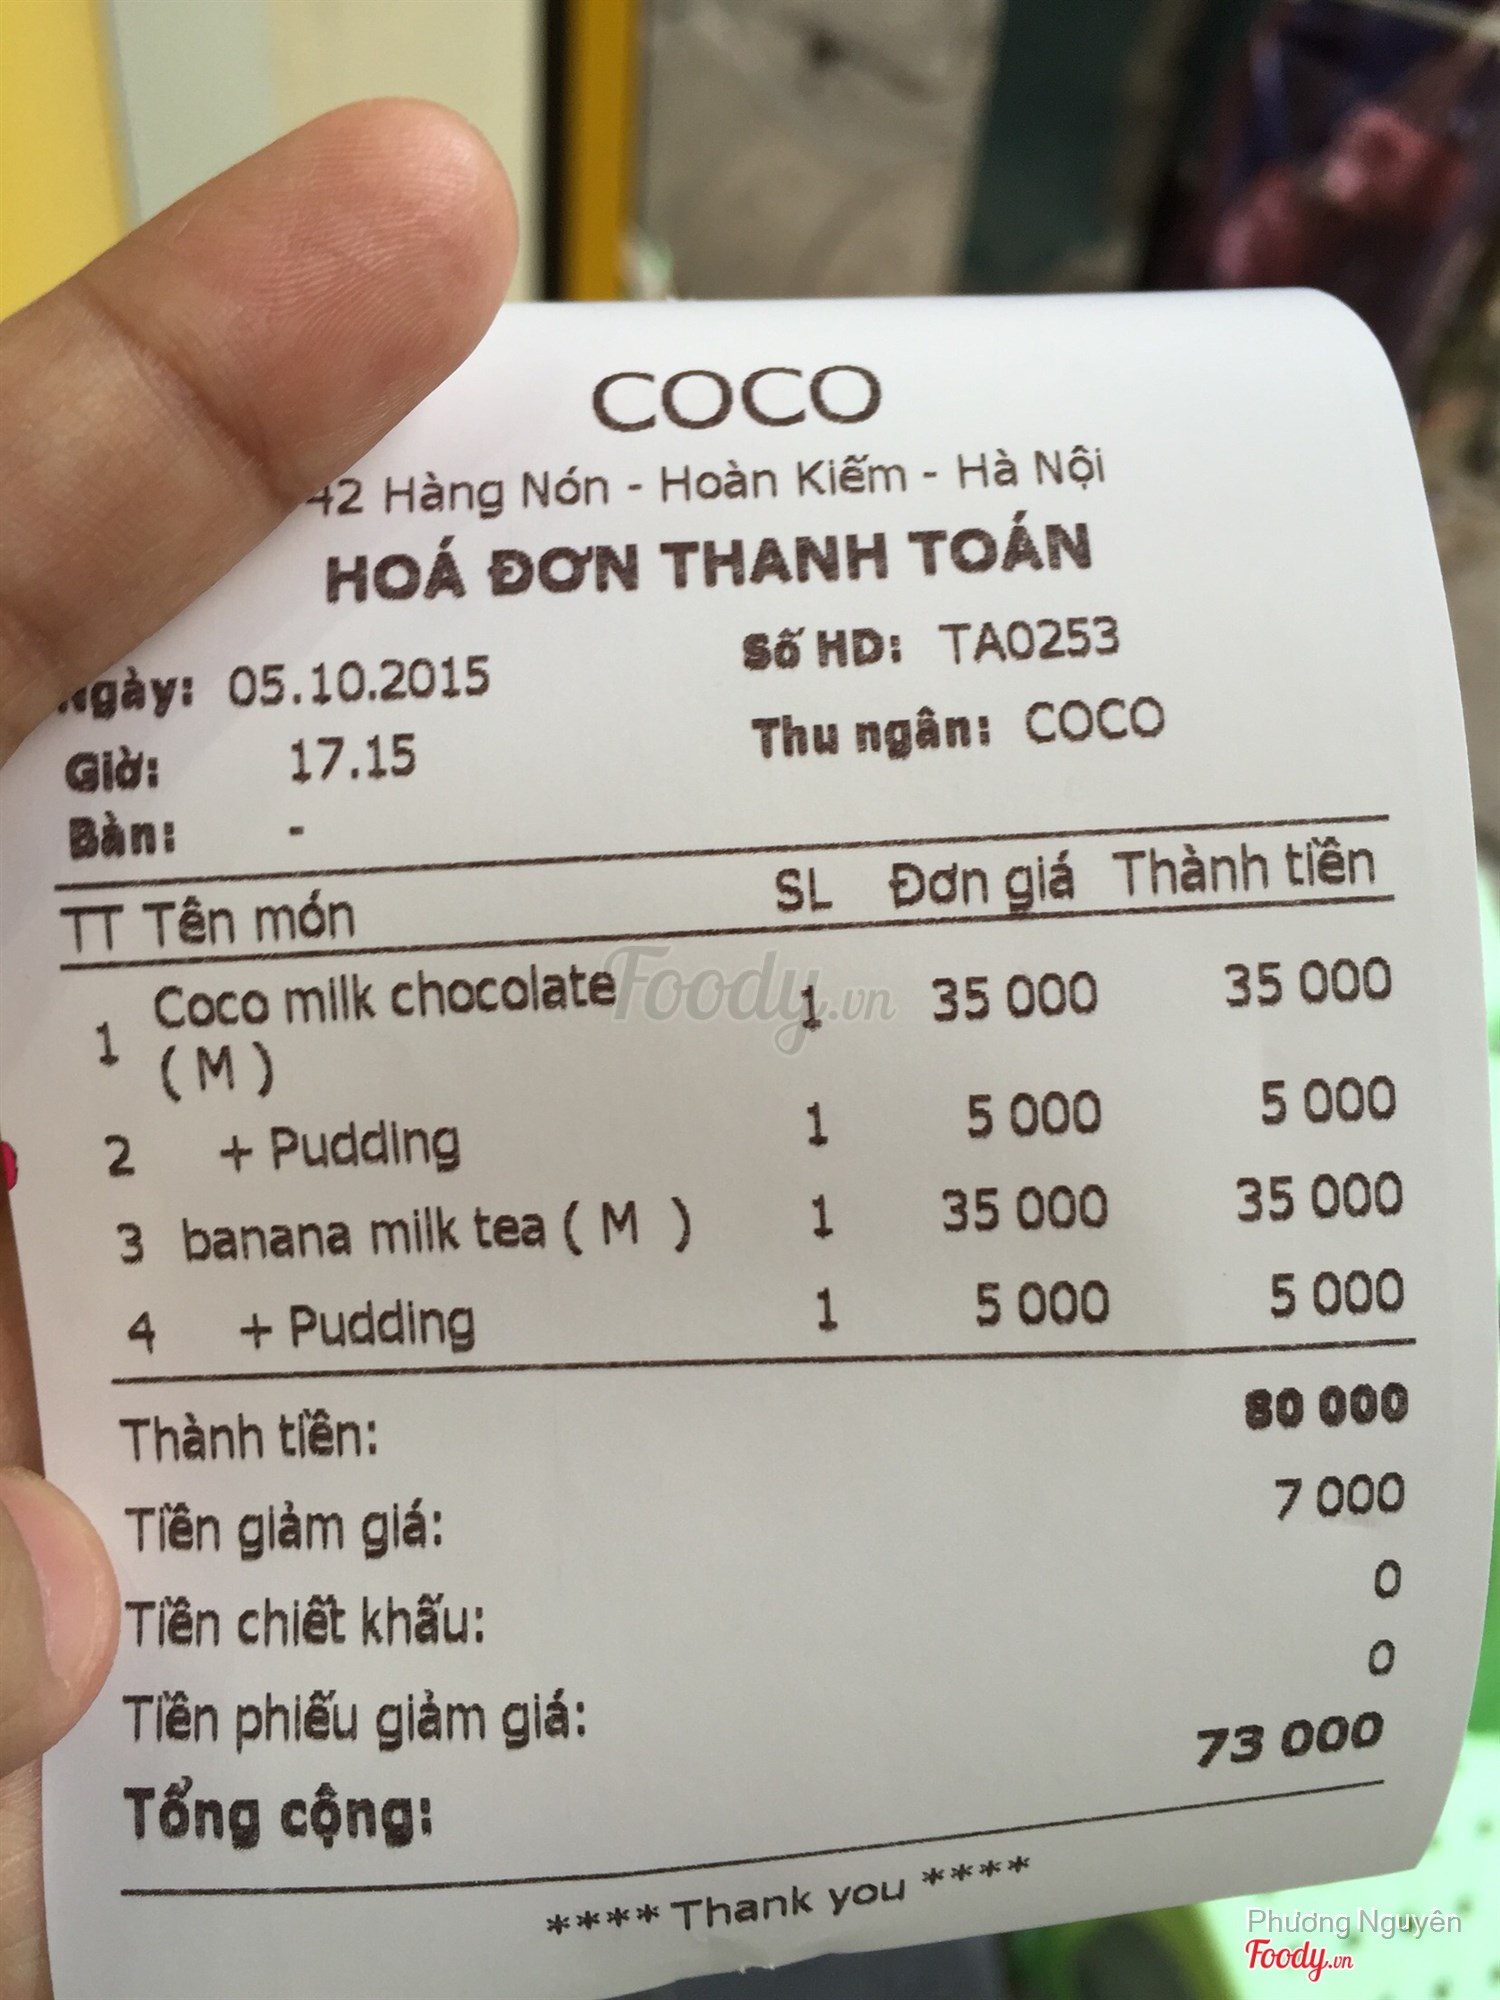 COCO
42 Hàng Nón - Hoàn Kiếm - Hà Nội
HOÁ ĐƠN THANH TOÁN
Ngày: 05.10.2015 Số HD: TA0253
Giờ: 17.15 Thu ngân: COCO
Bàn: -
TT Tên món SL Đơn giá Thành tiền
1 Coco milk chocolate 1 35 000 35 000
( M )
2 + Pudding 1 5 000 5 000
3 banana milk tea ( M ) 1 35 000 35 000
4 + Pudding 1 5 000 5 000
Thành tiền: 80 000
Tiền giảm giá: 7 000
Tiền chiết khấu: 0
Tiền phiếu giảm giá: 0
Tổng cộng: 73 000
**** Thank you ****
Foody.vn
Phương Nguyên
Foody.vn